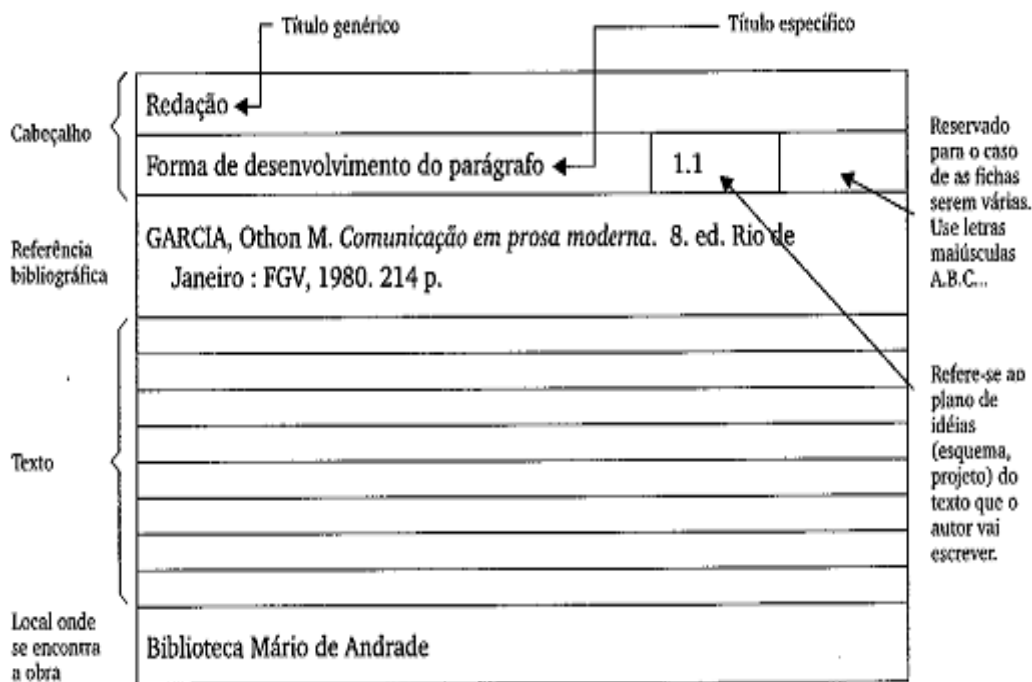 Título genérico
Título específico
Cabeçalho
Redação
Forma de desenvolvimento do parágrafo
1.1
Reservado
para o caso
de as fichas
serem várias.
Use letras
maiúsculas
A.B.C...
Referência
bibliográfica
GARCIA, Othon M. Comunicação em prosa moderna. 8. ed. Rio de
Janeiro : FGV, 1980. 214 p.
Refere-se ao
plano de
idéias
(esquema,
projeto) do
texto que o
autor vai
escrever.
Texto
Local onde
se encontra
a obra
Biblioteca Mário de Andrade